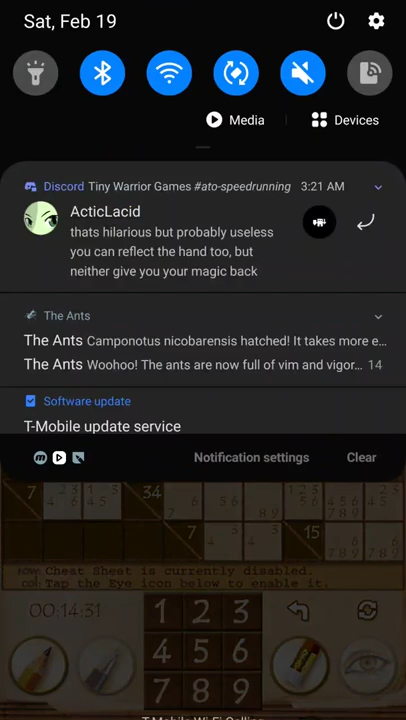 Sat, Feb 19
Media
Devices
Discord Tiny Warrior Games #ato-speedrunning 3:21 AM
ActicLacid
thats hilarious but probably useless
you can reflect the hand too, but
neither give you your magic back
The Ants
The Ants Camponotus nicobarensis hatched! It takes more e...
The Ants Woohoo! The ants are now full of vim and vigor... 14
Software update
T-Mobile update service
Notification settings
Clear
7 34
7 15
row: Cheat Sheet is currently disabled.
col: Tap the Eye icon below to enable it.
00:14:31
1 2 3
4 5 6
7 8 9